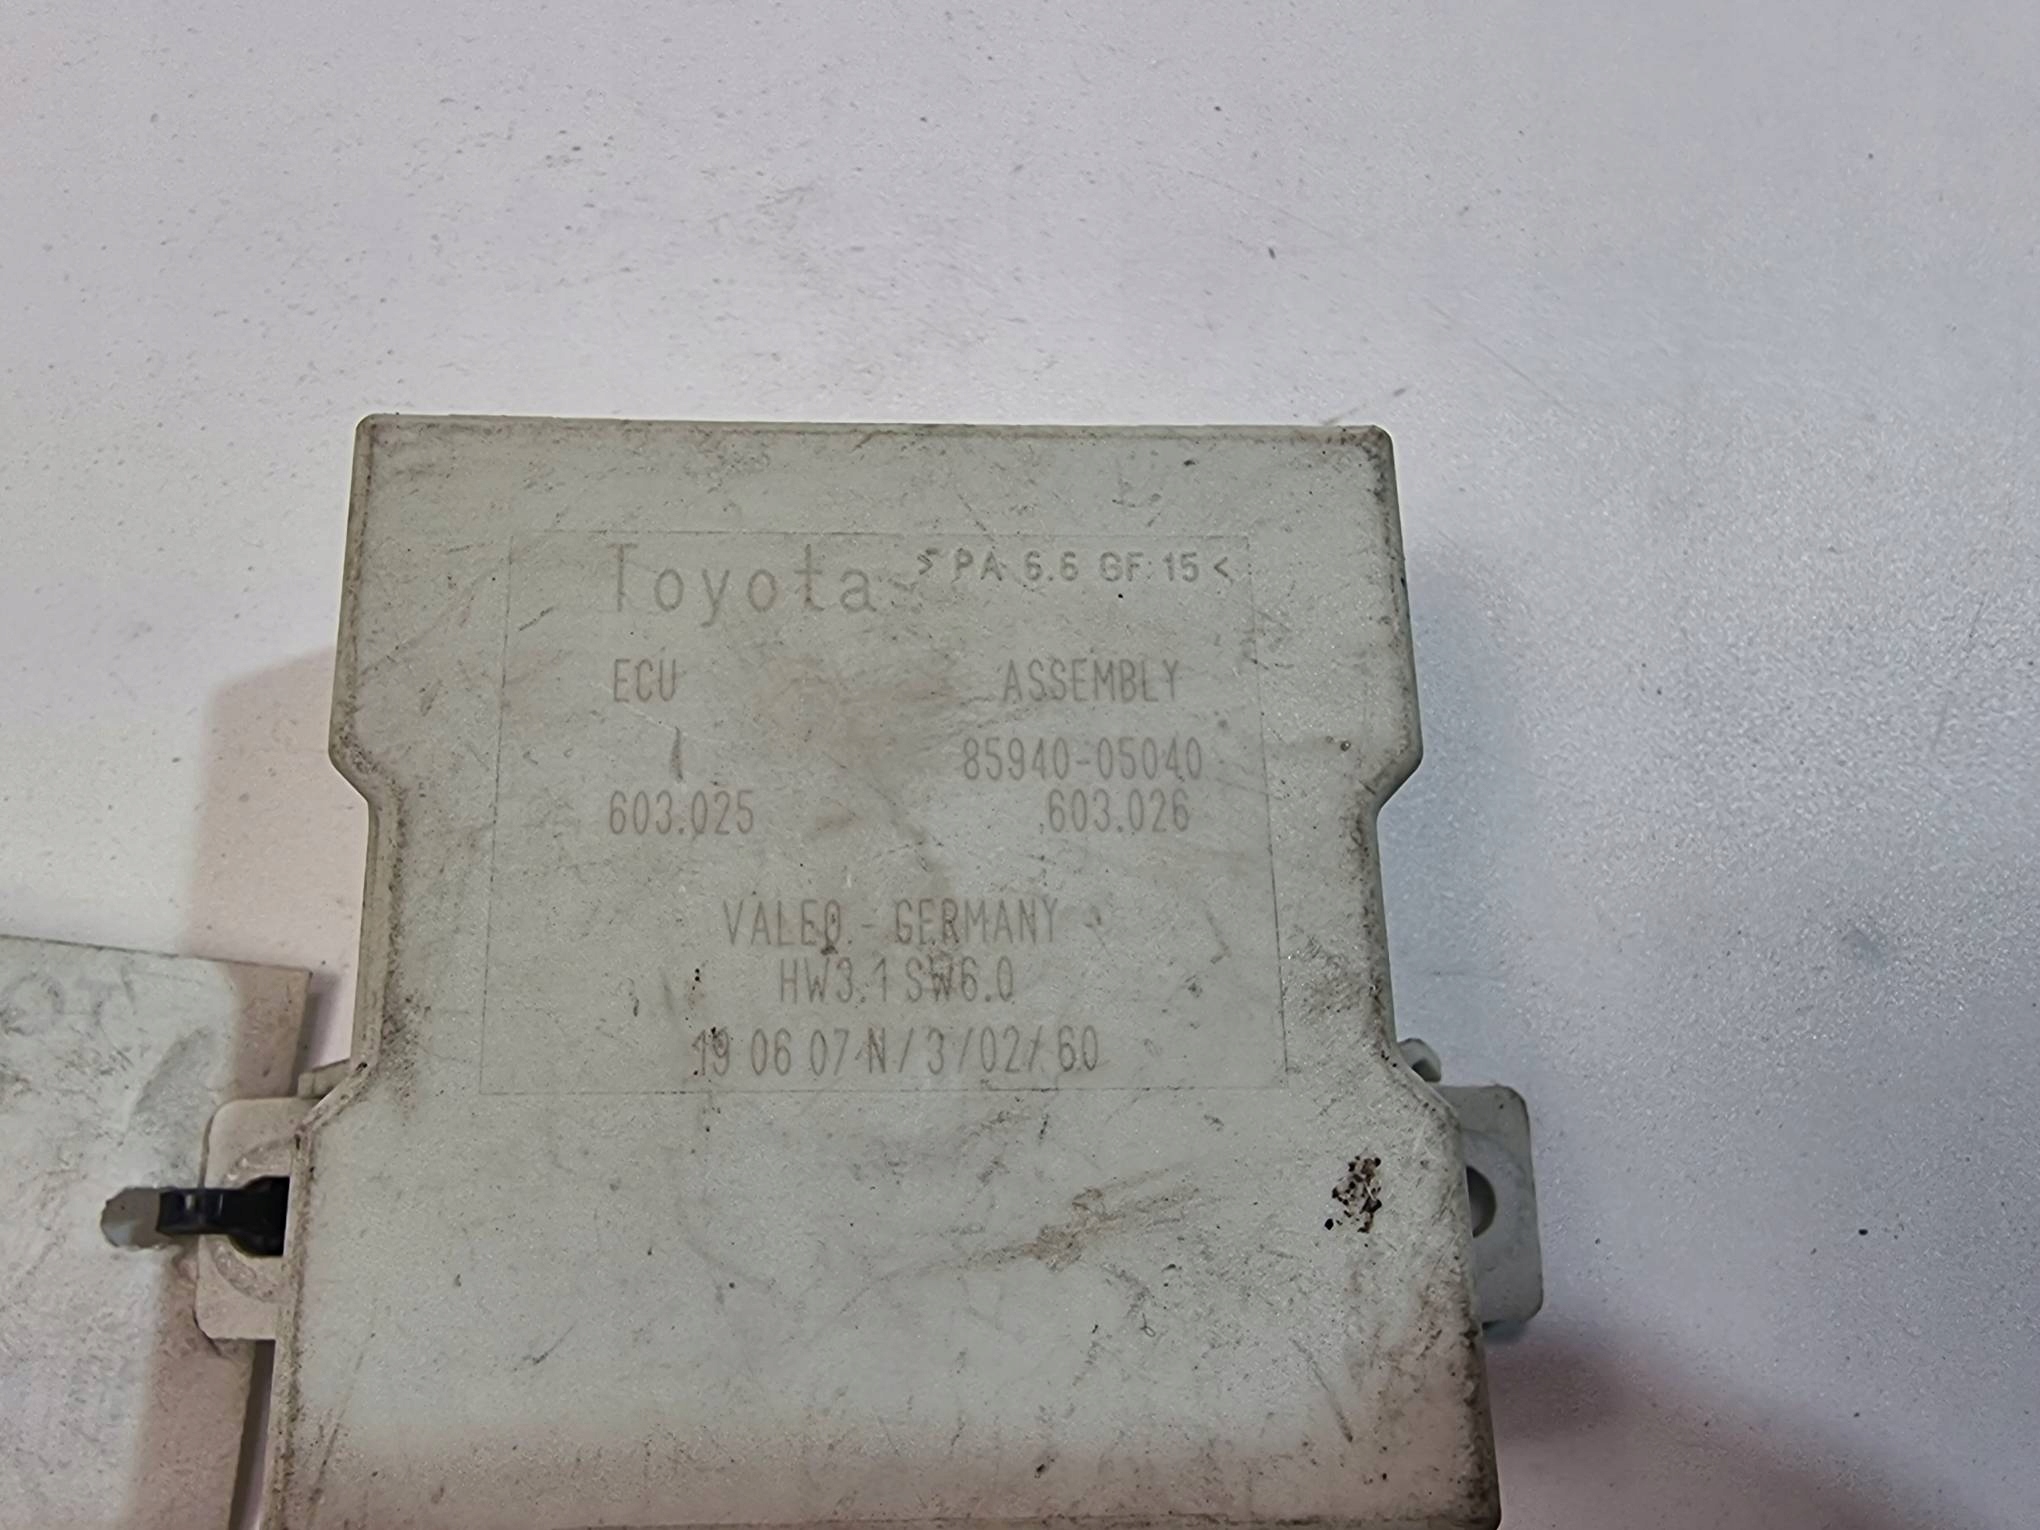 Toyota >PA 6.6 GF 15<
ECU ASSEMBLY
/ 85940-05040
603.025 603.026
VALEO - GERMANY
HW3.1 SW6.0
19 06 07 N/3/02/60